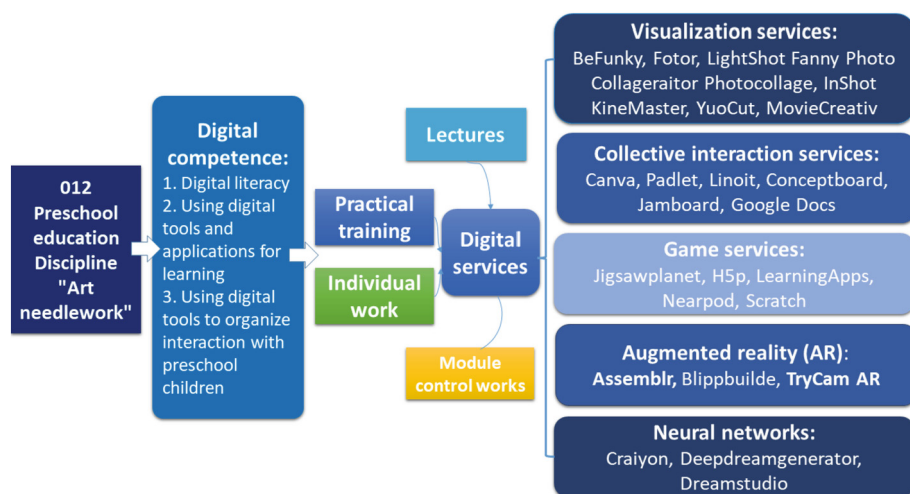 012
Preschool
education
Discipline
"Art
needlework"
Digital
competence:
1. Digital literacy
2. Using digital
tools and
applications for
learning
3. Using digital
tools to organize
interaction with
preschool
children
Lectures
Practical
training
Individual
work
Digital
services
Module
control works
Visualization services:
BeFunky, Fotor, LightShot Fanny Photo
Collageraitor Photocollage, InShot
KineMaster, YuoCut, MovieCreativ
Collective interaction services:
Canva, Padlet, Linoit, Conceptboard,
Jamboard, Google Docs
Game services:
Jigsawplanet, H5p, LearningApps,
Nearpod, Scratch
Augmented reality (AR):
Assemblr, Blippbuilde, TryCam AR
Neural networks:
Craiyon, Deepdreamgenerator,
Dreamstudio